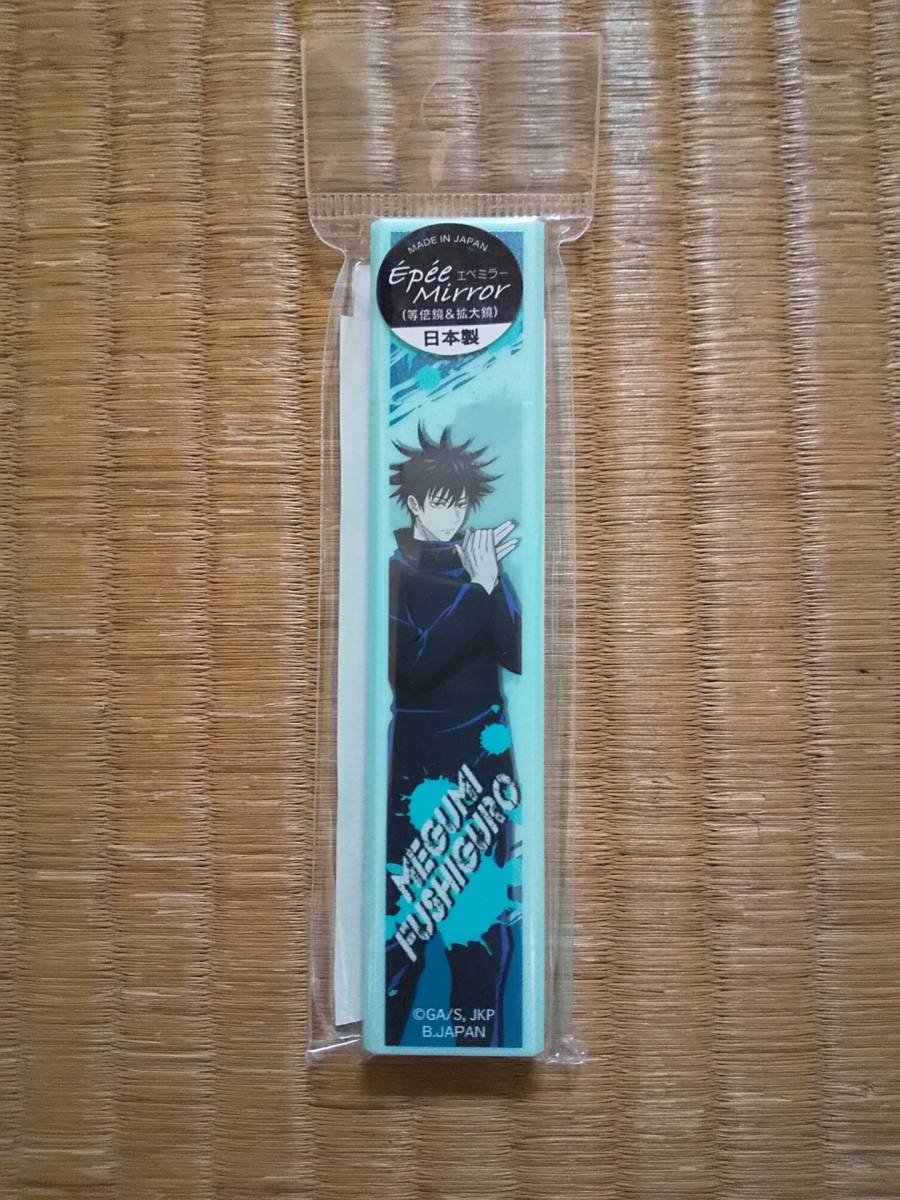 MADE IN JAPAN
Épée エペミラー
Mirror
(等倍鏡&拡大鏡)
日本製
MEGUMI
FUSHIGURO
©GA/S, JKP
B.JAPAN